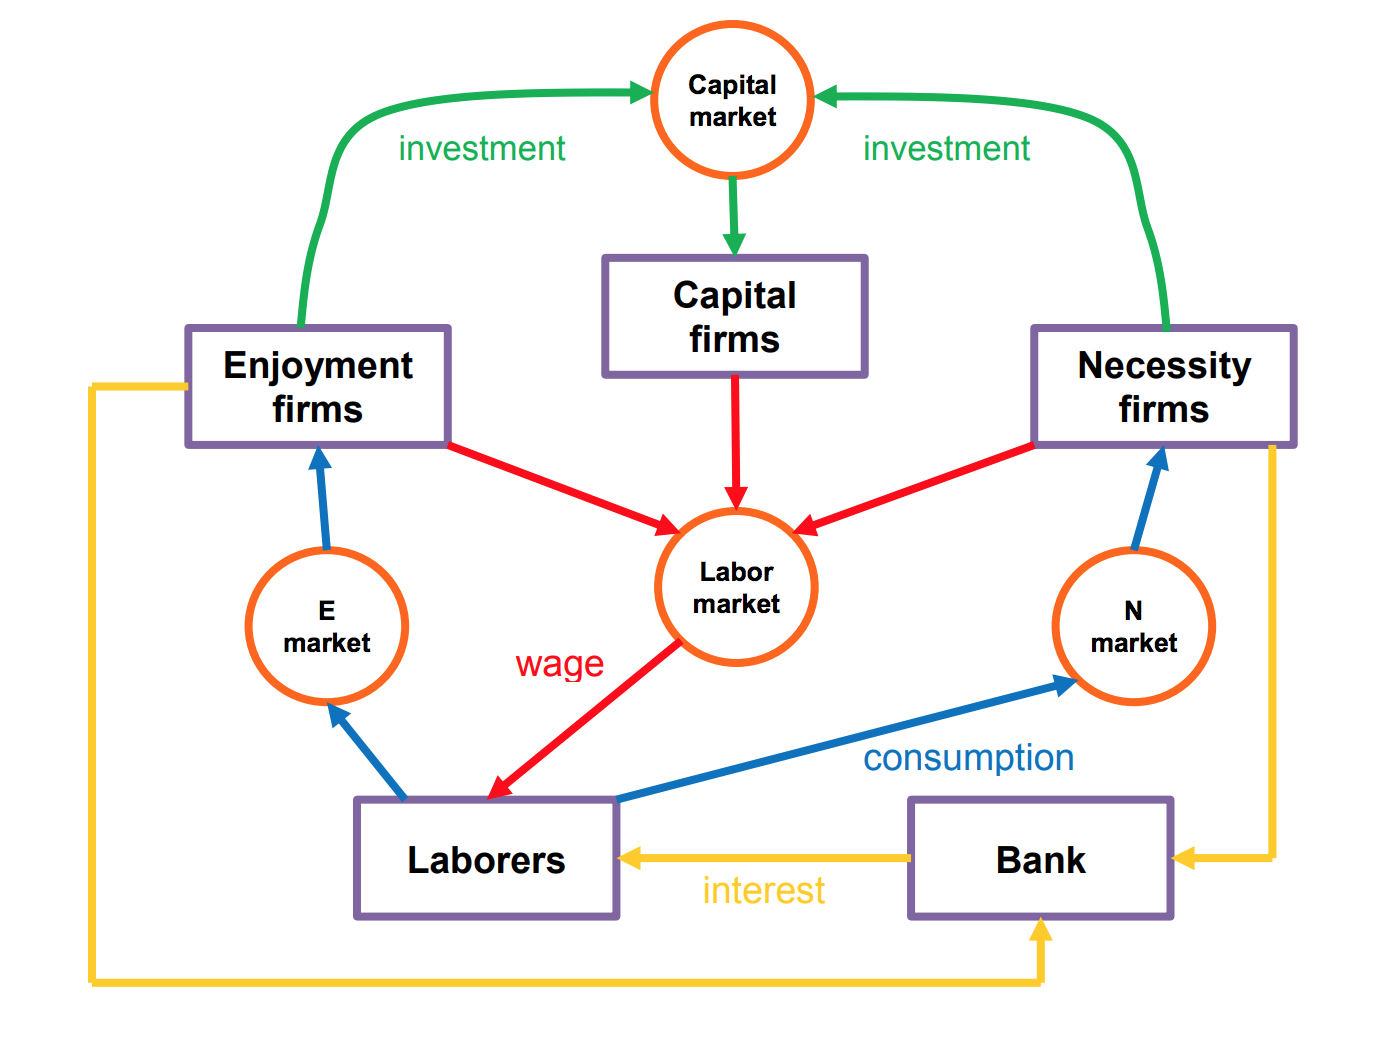 Capital
market
investment
investment
Capital
firms
Enjoyment
firms
Necessity
firms
Labor
market
E
market
N
market
wage
consumption
Laborers
Bank
interest